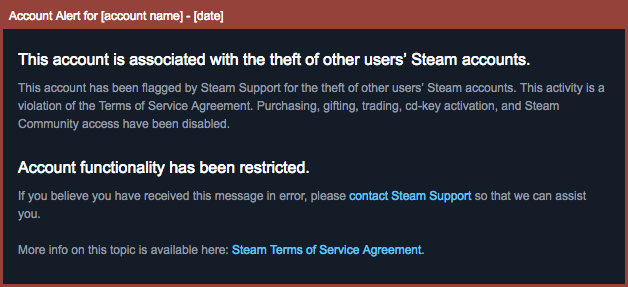 Account Alert for [account name] - [date]
This account is associated with the theft of other users' Steam accounts.
This account has been flagged by Steam Support for the theft of other users' Steam accounts. This activity is a
violation of the Terms of Service Agreement. Purchasing, gifting, trading, cd-key activation, and Steam
Community access have been disabled.
Account functionality has been restricted.
If you believe you have received this message in error, please contact Steam Support so that we can assist
you.
More info on this topic is available here: Steam Terms of Service Agreement.